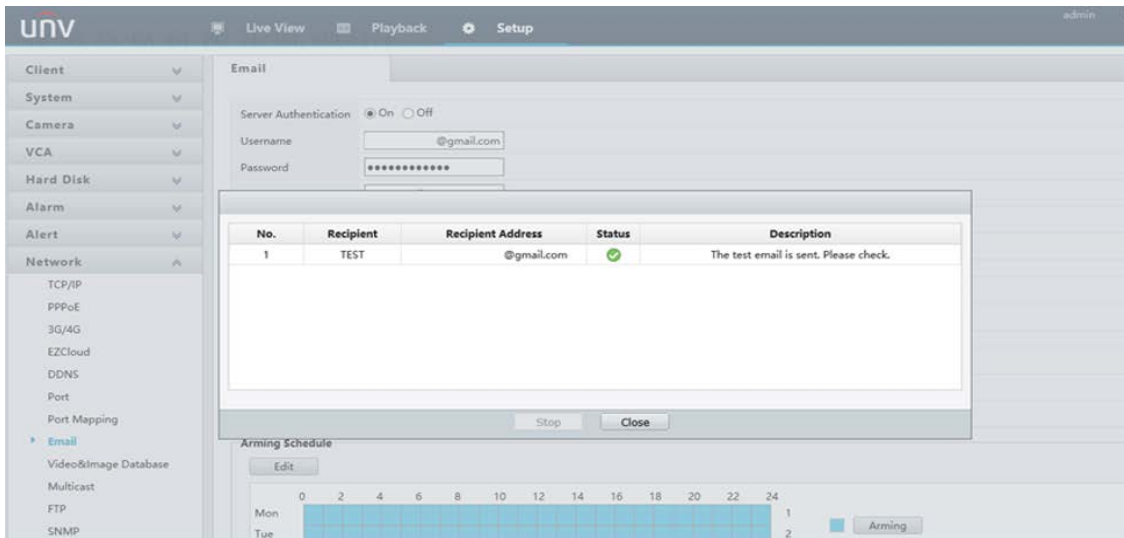 unv
Live View
Playback
Setup
admin
Client
System
Camera
VCA
Hard Disk
Alarm
Alert
Network
TCP/IP
PPPoE
3G/4G
EZCloud
DDNS
Port
Port Mapping
Email
Video&Image Database
Multicast
FTP
SNMP
Email
Server Authentication On Off
Username @gmail.com
Password ●●●●●●●●●●●●
No. Recipient Recipient Address Status Description
1 TEST @gmail.com The test email is sent. Please check.
Stop Close
Arming Schedule
Edit
0 2 4 6 8 10 12 14 16 18 20 22 24
Mon 1
Tue 2
Arming